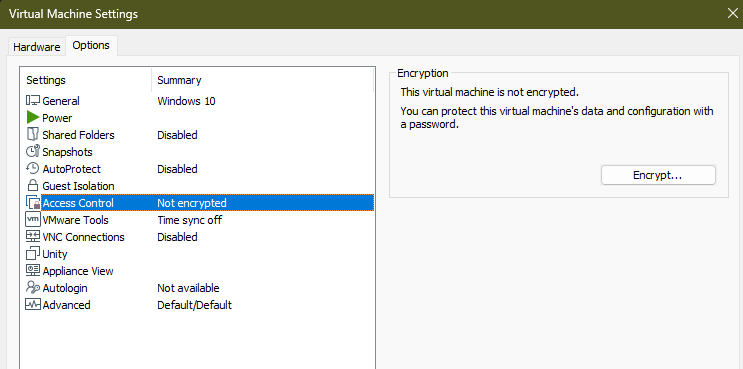 Virtual Machine Settings
Hardware Options
Settings Summary
General Windows 10
Power
Shared Folders Disabled
Snapshots
AutoProtect Disabled
Guest Isolation
Access Control Not encrypted
vm VMware Tools Time sync off
VNC Connections Disabled
Unity
Appliance View
Autologin Not available
Advanced Default/Default
Encryption
This virtual machine is not encrypted.
You can protect this virtual machine's data and configuration with
a password.
Encrypt...